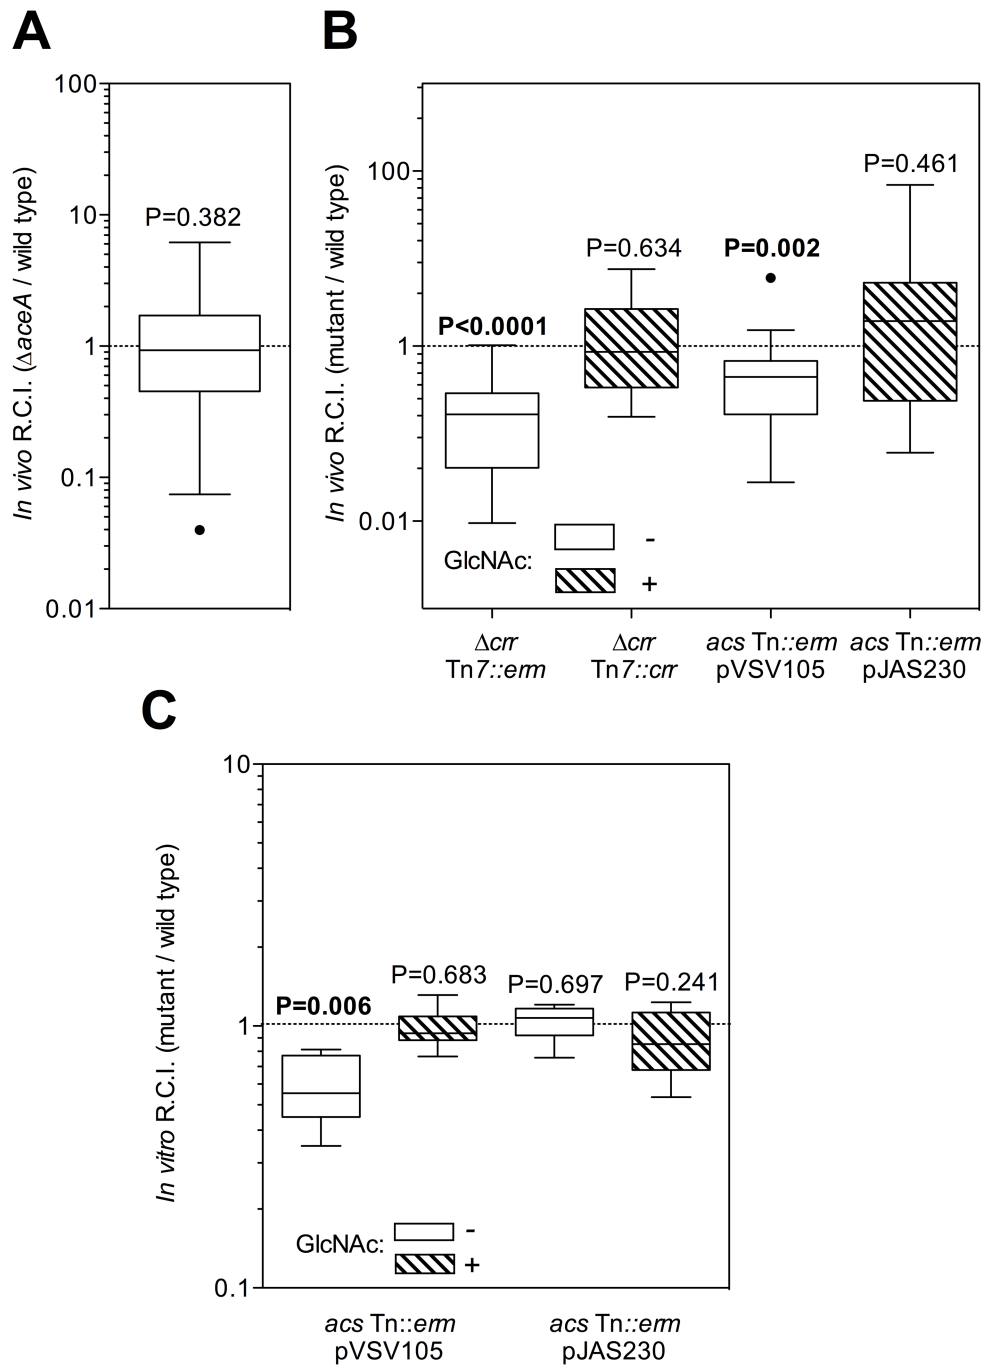 A
In vivo R.C.I. (ΔaceA / wild type)
100
10
1
0.1
0.01
P=0.382
B
In vivo R.C.I. (mutant / wild type)
100
1
0.01
P<0.0001
P=0.634
P=0.002
P=0.461
GlcNAc:
-
+
Δcrr
Tn7::erm
Δcrr
Tn7::crr
acs Tn::erm
pVSV105
acs Tn::erm
pJAS230
C
In vitro R.C.I. (mutant / wild type)
10
1
0.1
P=0.006
P=0.683
P=0.697
P=0.241
GlcNAc:
-
+
acs Tn::erm
pVSV105
acs Tn::erm
pJAS230